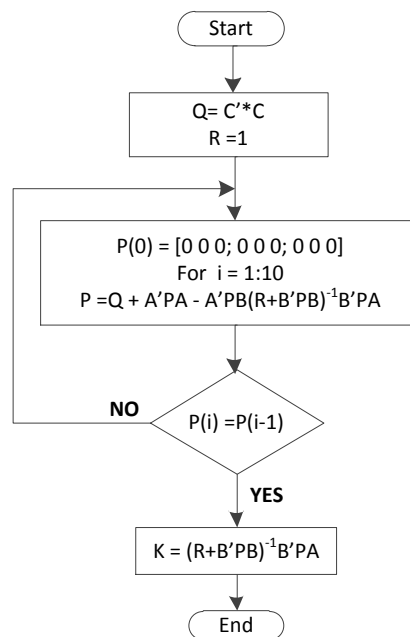 Start
Q= C'*C
R =1
P(0) = [0 0 0; 0 0 0; 0 0 0]
For i = 1:10
P =Q + A'PA - A'PB(R+B'PB)⁻¹B'PA
NO
P(i) =P(i-1)
YES
K = (R+B'PB)⁻¹B'PA
End